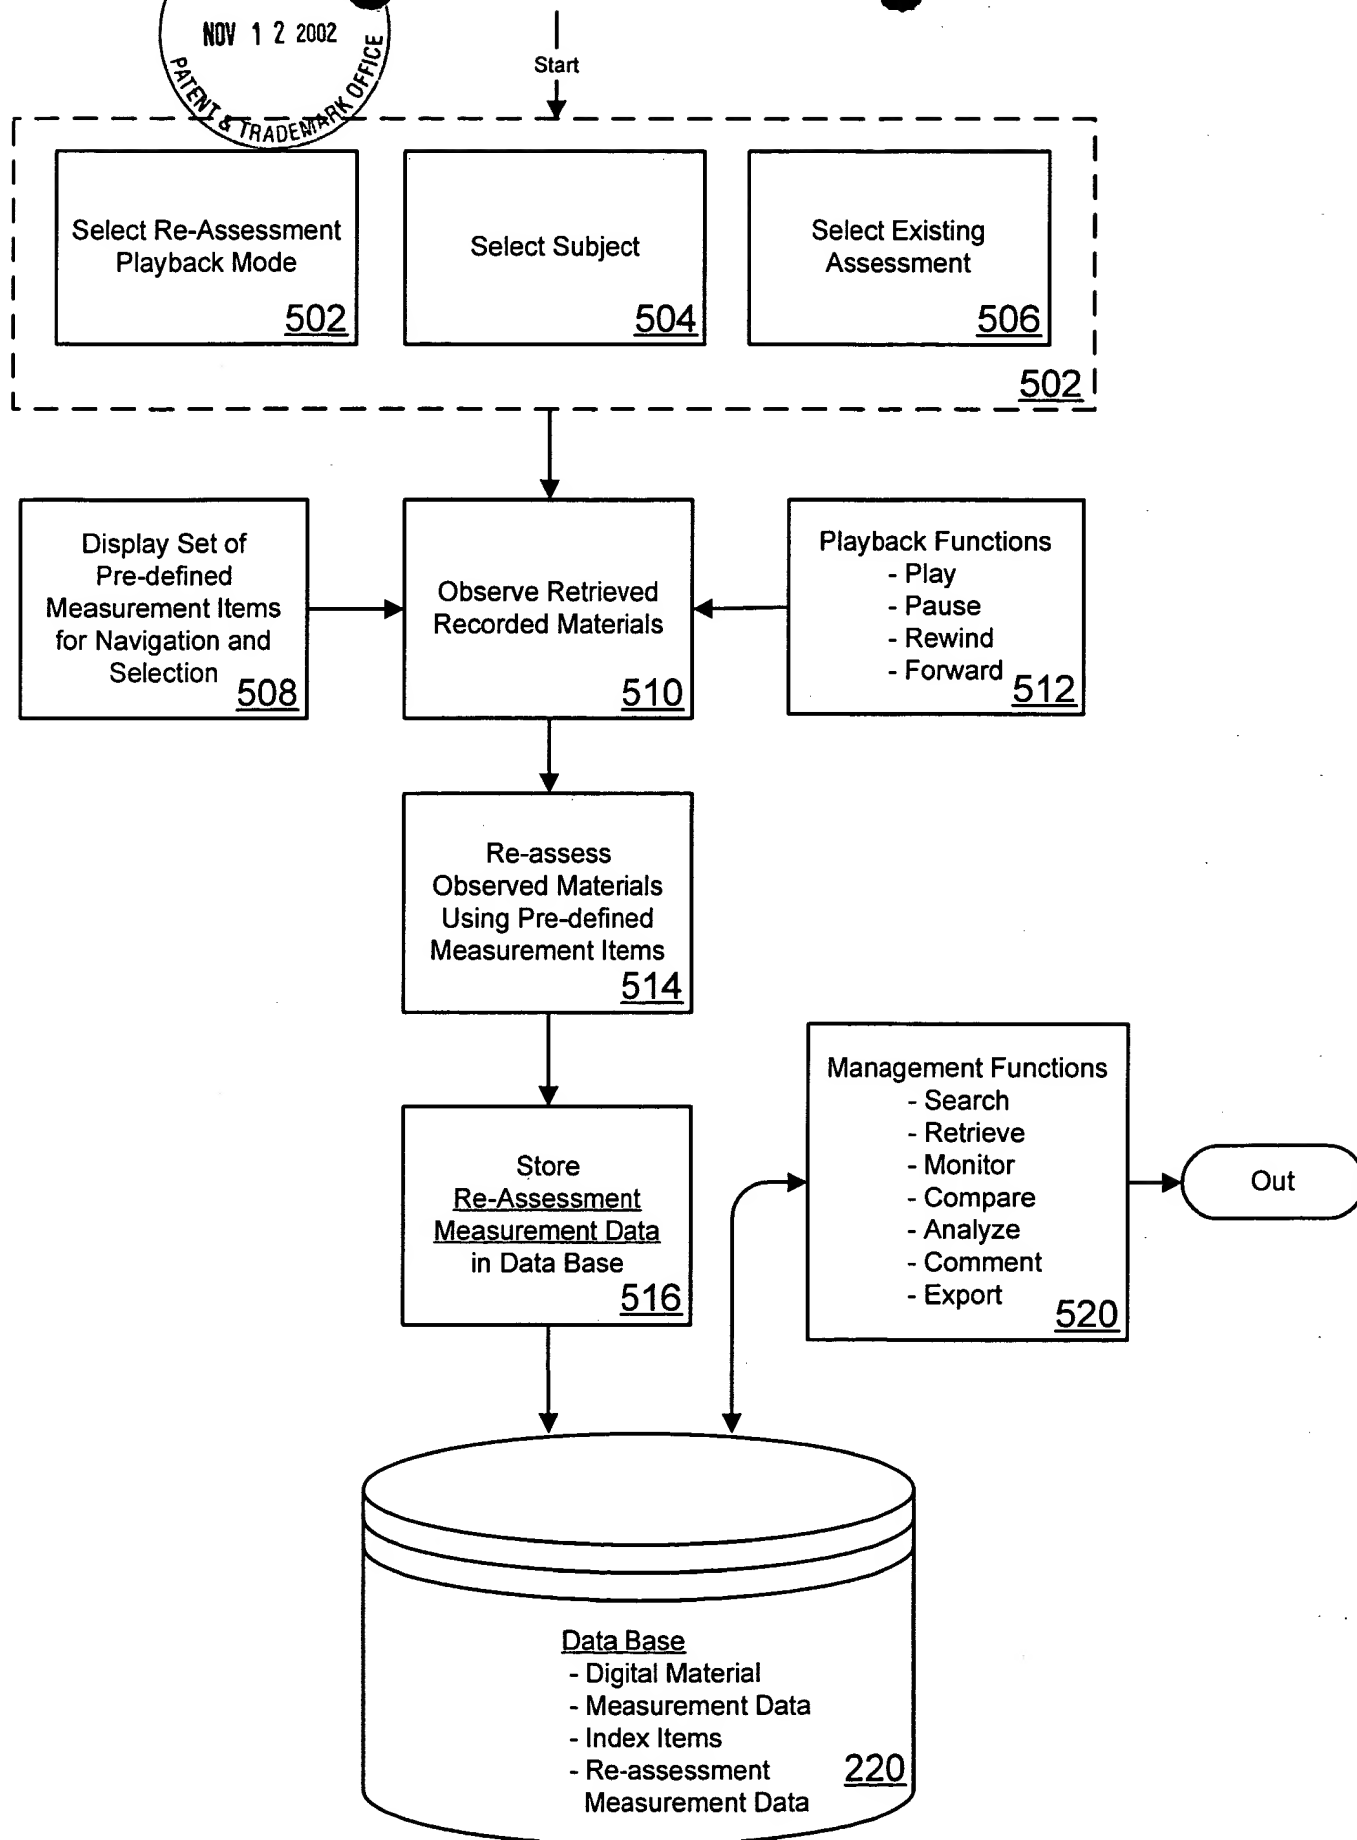 NOV 1 2 2002
PATENT & TRADEMARK OFFICE
Start
Select Re-Assessment
Playback Mode
502
Select Subject
504
Select Existing
Assessment
506
502
Display Set of
Pre-defined
Measurement Items
for Navigation and
Selection
508
Observe Retrieved
Recorded Materials
510
Playback Functions
- Play
- Pause
- Rewind
- Forward
512
Re-assess
Observed Materials
Using Pre-defined
Measurement Items
514
Store
Re-Assessment
Measurement Data
in Data Base
516
Management Functions
- Search
- Retrieve
- Monitor
- Compare
- Analyze
- Comment
- Export
520
Out
Data Base
- Digital Material
- Measurement Data
- Index Items
- Re-assessment
Measurement Data
220